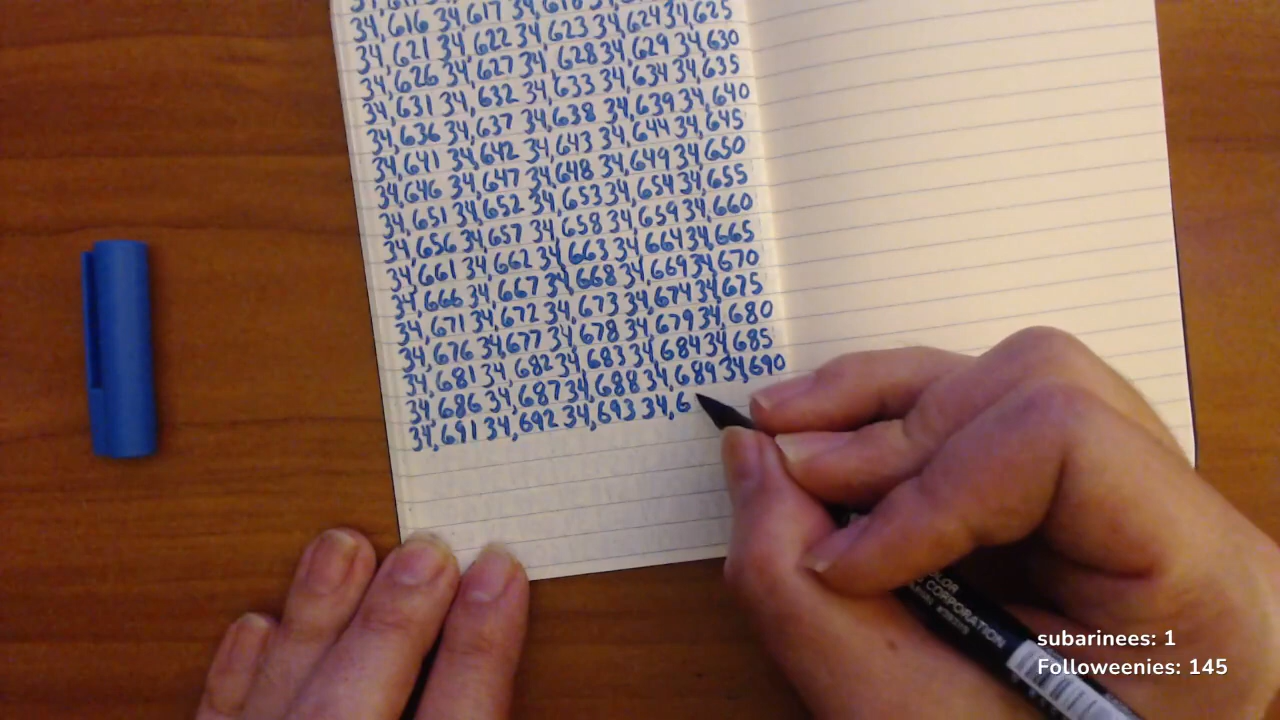 34,616 34,617 34,618
34,621 34,622 34,623 34,624 34,625
34,626 34,627 34,628 34,629 34,630
34,631 34,632 34,633 34,634 34,635
34,636 34,637 34,638 34,639 34,640
34,641 34,642 34,643 34,644 34,645
34,646 34,647 34,648 34,649 34,650
34,651 34,652 34,653 34,654 34,655
34,656 34,657 34,658 34,659 34,660
34,661 34,662 34,663 34,664 34,665
34,666 34,667 34,668 34,669 34,670
34,671 34,672 34,673 34,674 34,675
34,676 34,677 34,678 34,679 34,680
34,681 34,682 34,683 34,684 34,685
34,686 34,687 34,688 34,689 34,690
34,691 34,692 34,693 34,6
CORPORATION
subarinees: 1
Followeenies: 145